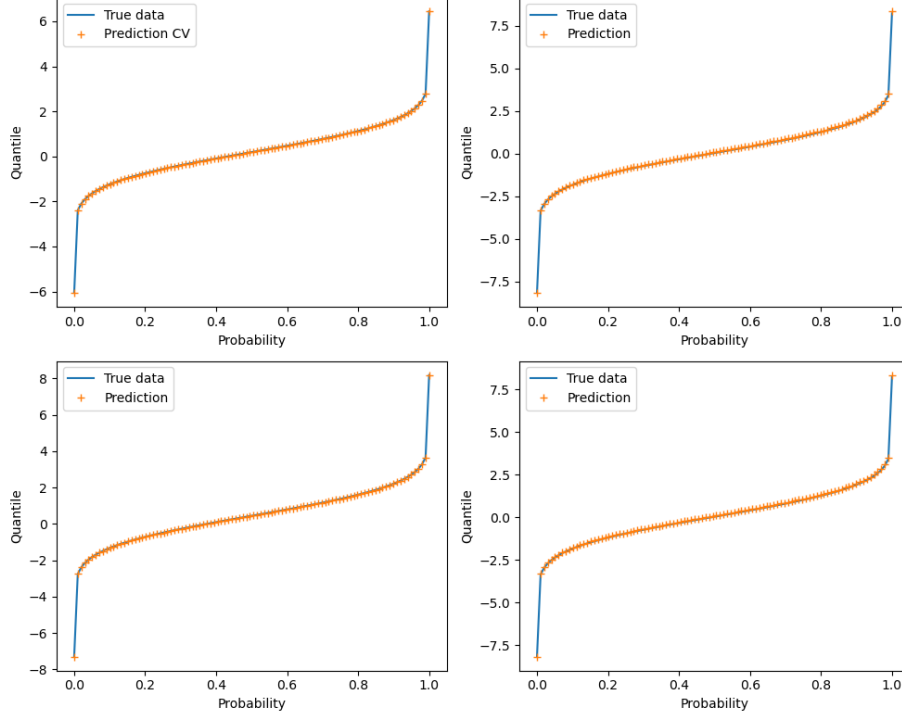 True data
Prediction CV
6
4
2
0
−2
−4
−6
Quantile
0.0 0.2 0.4 0.6 0.8 1.0
Probability
True data
Prediction
7.5
5.0
2.5
0.0
−2.5
−5.0
−7.5
Quantile
0.0 0.2 0.4 0.6 0.8 1.0
Probability
True data
Prediction
8
6
4
2
0
−2
−4
−6
−8
Quantile
0.0 0.2 0.4 0.6 0.8 1.0
Probability
True data
Prediction
7.5
5.0
2.5
0.0
−2.5
−5.0
−7.5
Quantile
0.0 0.2 0.4 0.6 0.8 1.0
Probability